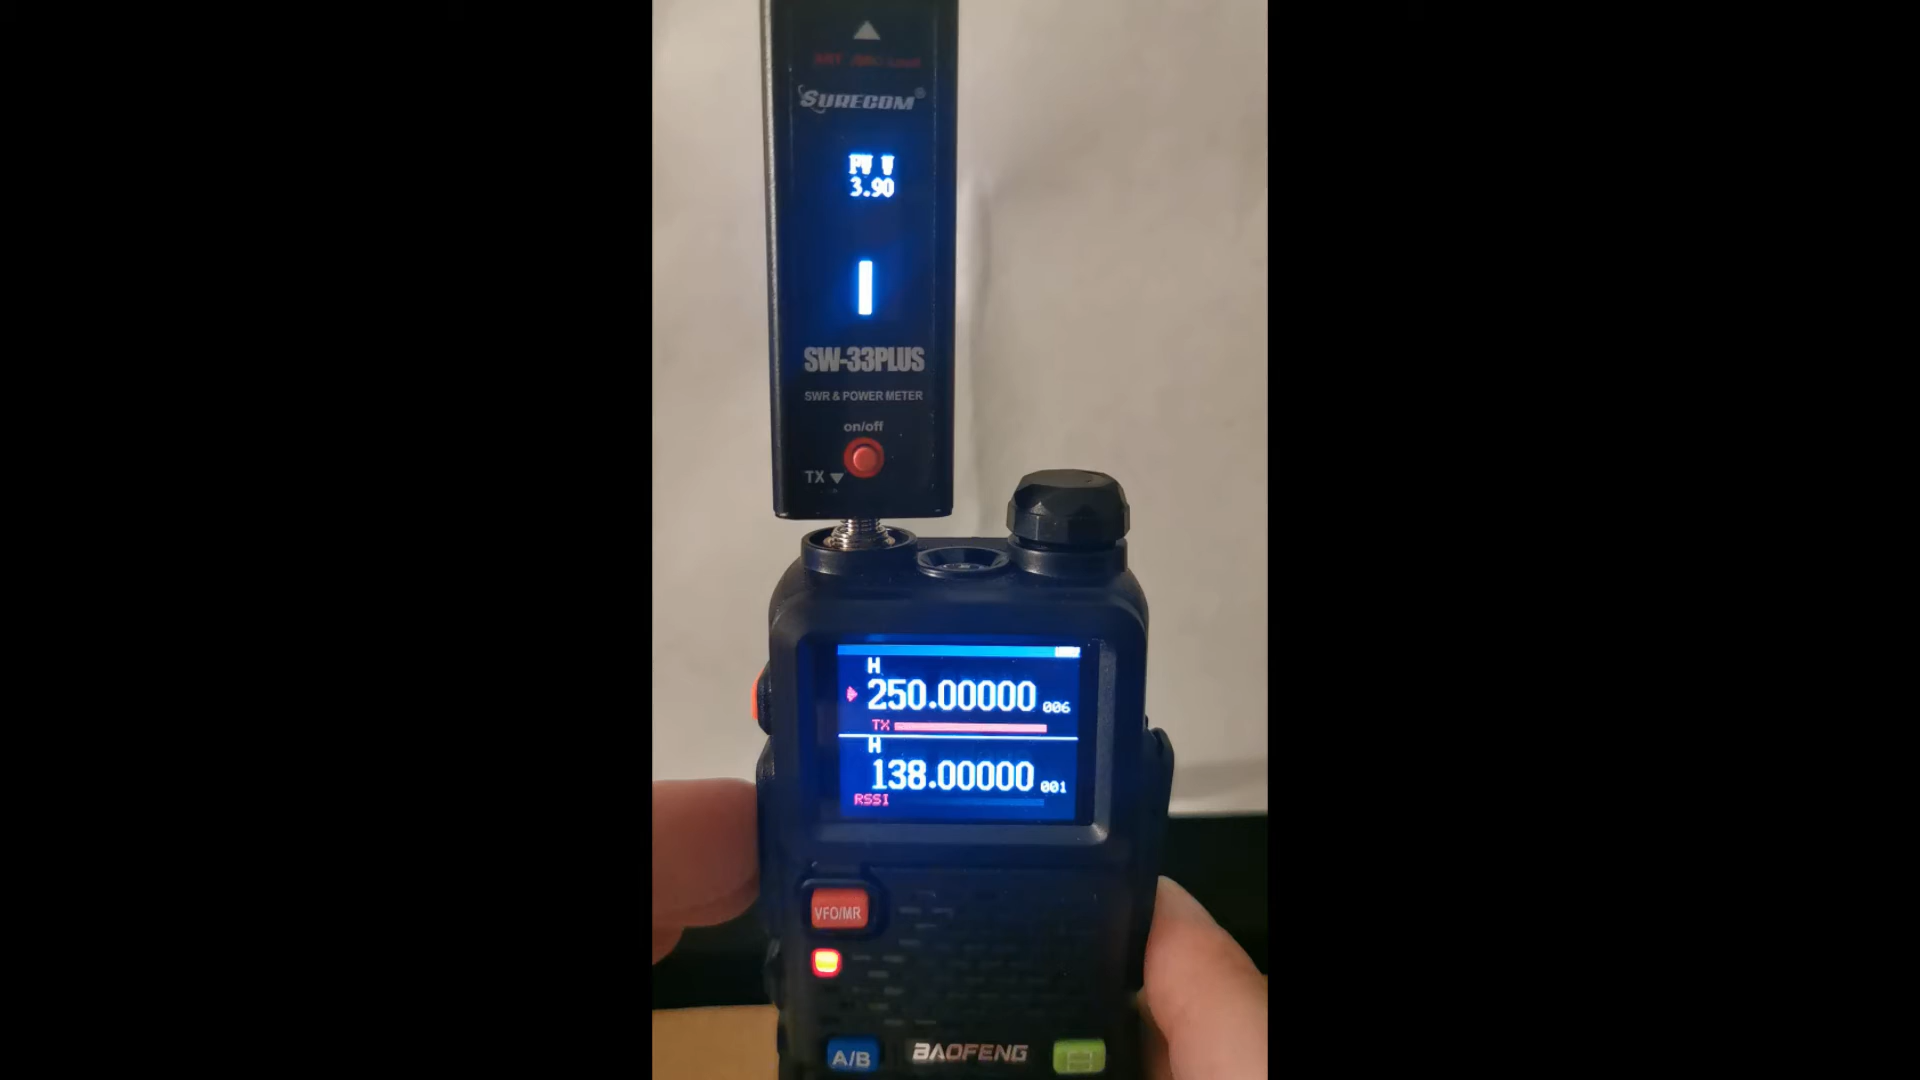 SURECOM®
PW W
3.90
SW-33PLUS
SWR & POWER METER
on/off
TX
H
250.00000 006
TX
H
138.00000 001
RSSI
VFO/MR
A/B
BAOFENG